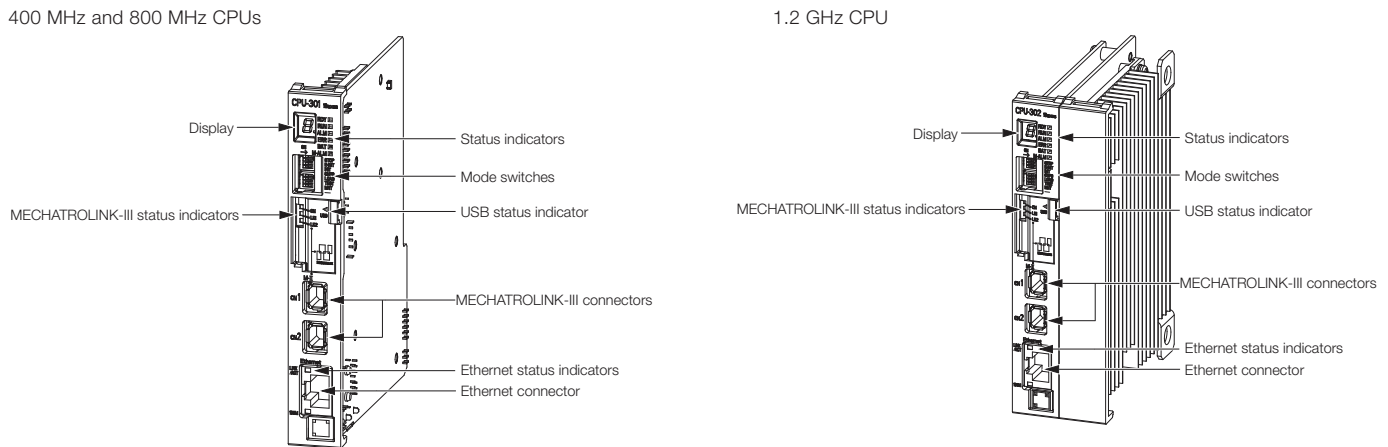 400 MHz and 800 MHz CPUs
CPU-301
Display
Status indicators
Mode switches
MECHATROLINK-III status indicators
USB status indicator
MECHATROLINK-III connectors
Ethernet
Ethernet status indicators
Ethernet connector
1.2 GHz CPU
CPU-302
Display
Status indicators
Mode switches
MECHATROLINK-III status indicators
USB status indicator
MECHATROLINK-III connectors
Ethernet
Ethernet status indicators
Ethernet connector